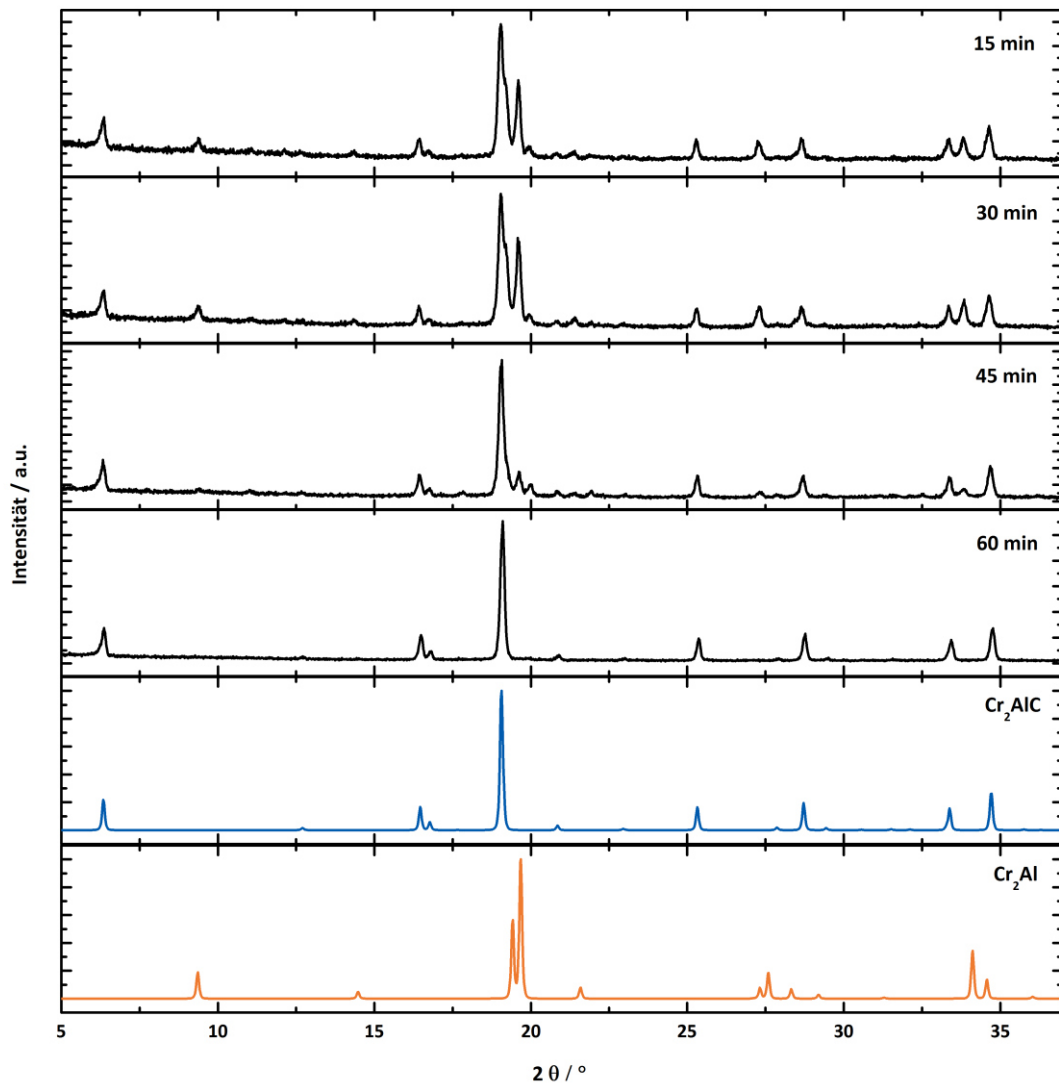 15 min
30 min
45 min
60 min
Cr₂AlC
Cr₂Al
Intensität / a.u.
5 10 15 20 25 30 35
2 θ / °